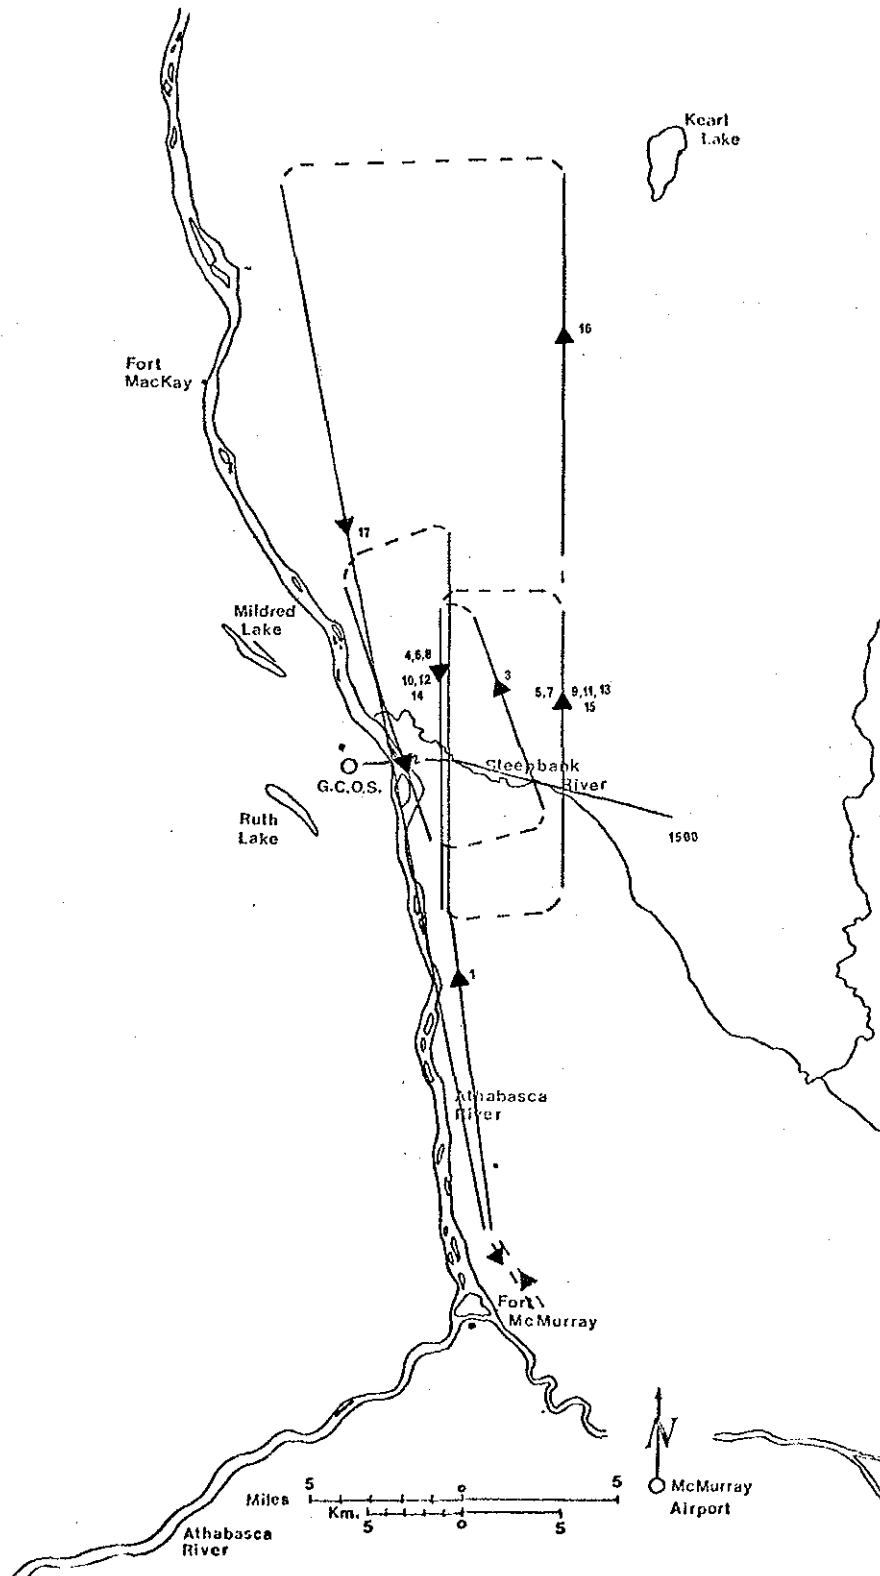 Kearl
Lake
16
Fort
MacKay
17
Mildred
Lake
4,6,8
10,12
14
3
5,7
9,11,13
15
2
Steepbank
River
G.C.O.S.
1500
Ruth
Lake
1
Athabasca
River
Fort
McMurray
N
McMurray
Airport
5 0 5
Miles
Km.
5 0 5
Athabasca
River